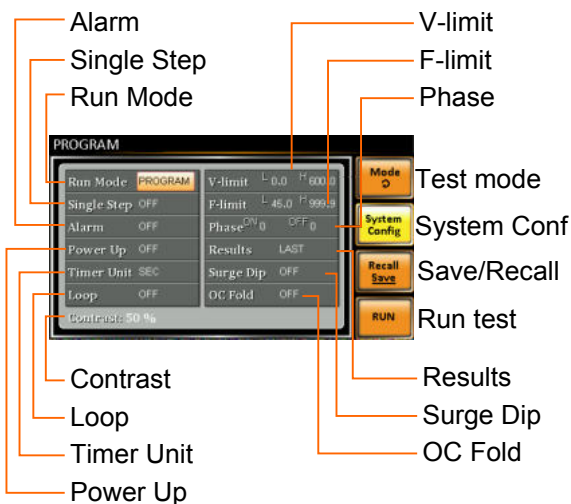 Alarm
V-limit
Single Step
F-limit
Run Mode
Phase
PROGRAM
Run Mode PROGRAM
V-limit L 0.0 H 600.0
Mode
Single Step OFF
F-limit L 45.0 H 999.9
Alarm OFF
Phase ON 0 OFF 0
Power Up OFF
Results LAST
Timer Unit SEC
Surge Dip OFF
Loop OFF
OC Fold OFF
Contrast: 50 %
System
Config
Recall
Save
RUN
Test mode
System Conf
Save/Recall
Run test
Contrast
Results
Loop
Surge Dip
Timer Unit
OC Fold
Power Up